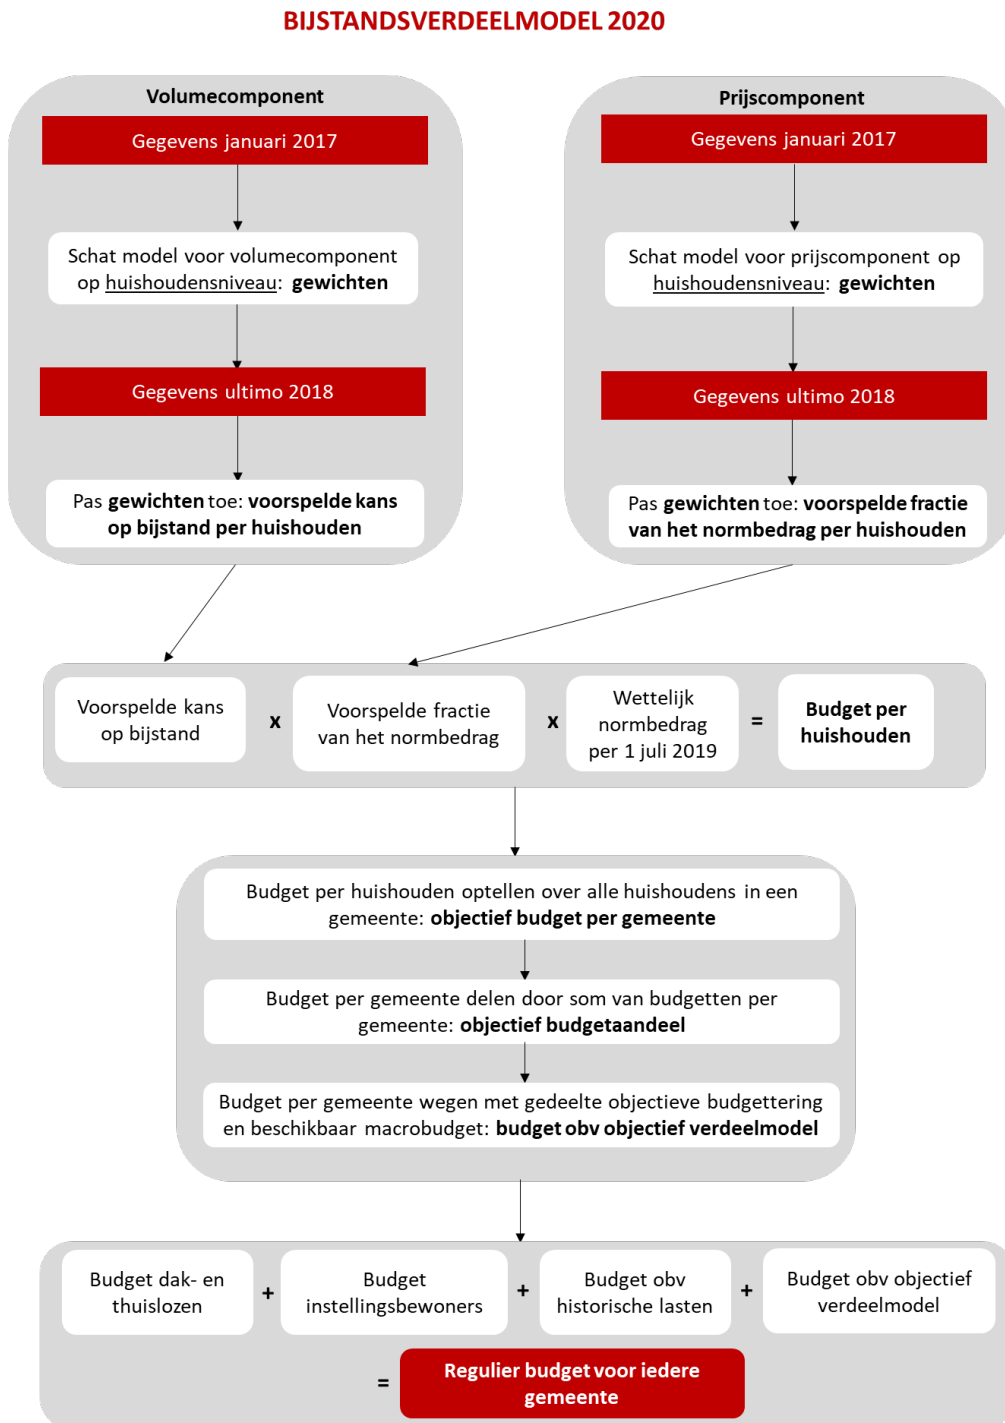 BIJSTANDSVERDEELMODEL 2020
Volumecomponent
Gegevens januari 2017
Schat model voor volumecomponent
op huishoudensniveau: gewichten
Gegevens ultimo 2018
Pas gewichten toe: voorspelde kans
op bijstand per huishouden
Prijscomponent
Gegevens januari 2017
Schat model voor prijscomponent op
huishoudensniveau: gewichten
Gegevens ultimo 2018
Pas gewichten toe: voorspelde fractie
van het normbedrag per huishouden
Voorspelde kans
op bijstand
x
Voorspelde fractie
van het normbedrag
x
Wettelijk
normbedrag
per 1 juli 2019
=
Budget per
huishouden
Budget per huishouden optellen over alle huishoudens in een
gemeente: objectief budget per gemeente
Budget per gemeente delen door som van budgetten per
gemeente: objectief budgetaandeel
Budget per gemeente wegen met gedeelte objectieve budgettering
en beschikbaar macrobudget: budget obv objectief verdeelmodel
Budget dak- en
thuislozen
+
Budget
instellingsbewoners
+
Budget obv
historische lasten
+
Budget obv objectief
verdeelmodel
=
Regulier budget voor iedere
gemeente